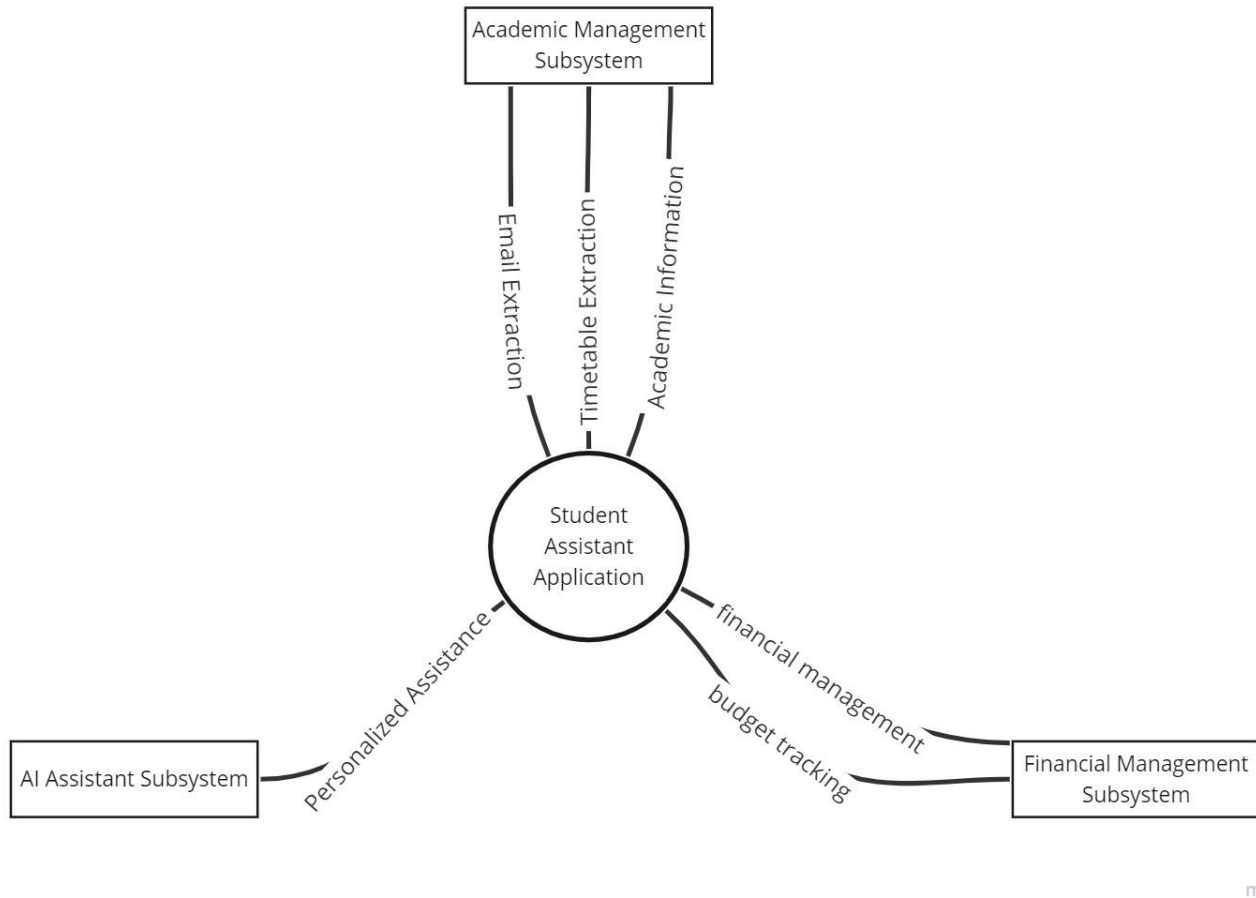 Academic Management
Subsystem
Email Extraction
Timetable Extraction
Academic Information
Student
Assistant
Application
Personalized Assistance
financial management
budget tracking
AI Assistant Subsystem
Financial Management
Subsystem